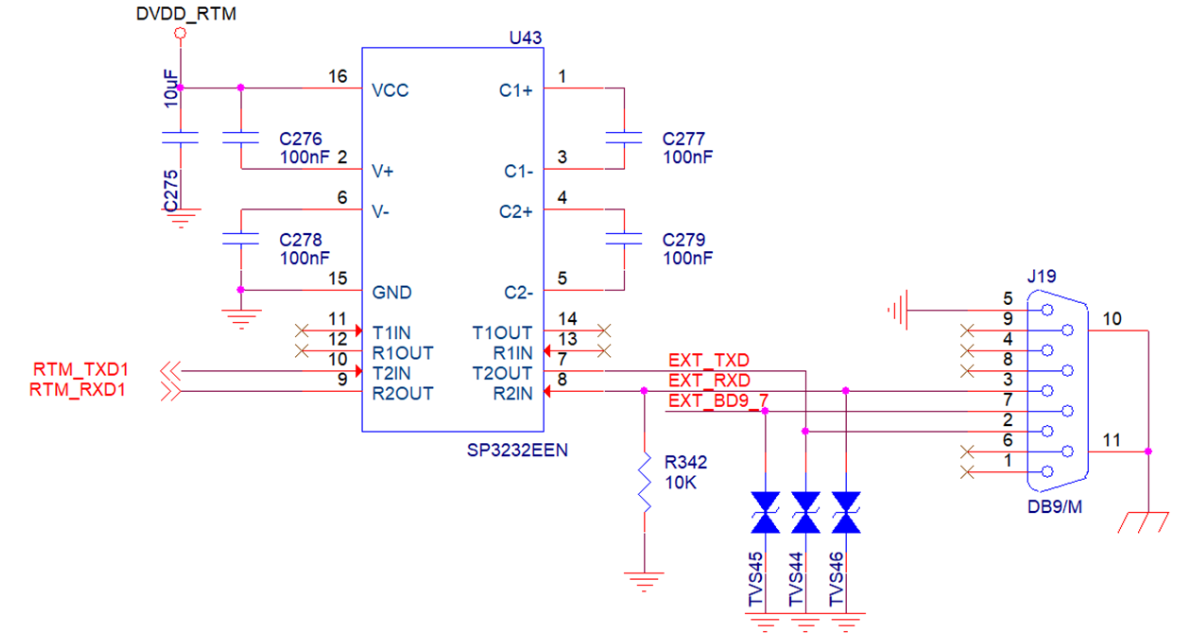 DVDD_RTM
U43
10uF
16
VCC
C1+
1
C276
100nF
2
V+
C1-
3
C277
100nF
C275
6
V-
C2+
4
C278
100nF
C279
100nF
15
GND
C2-
5
11
T1IN
T1OUT
14
12
R1OUT
R1IN
13
RTM_TXD1
10
T2IN
T2OUT
7
EXT_TXD
RTM_RXD1
9
R2OUT
R2IN
8
EXT_RXD
EXT_BD9_7
SP3232EEN
R342
10K
TVS45
TVS44
TVS46
J19
5
9
4
8
3
7
2
6
1
10
11
DB9/M